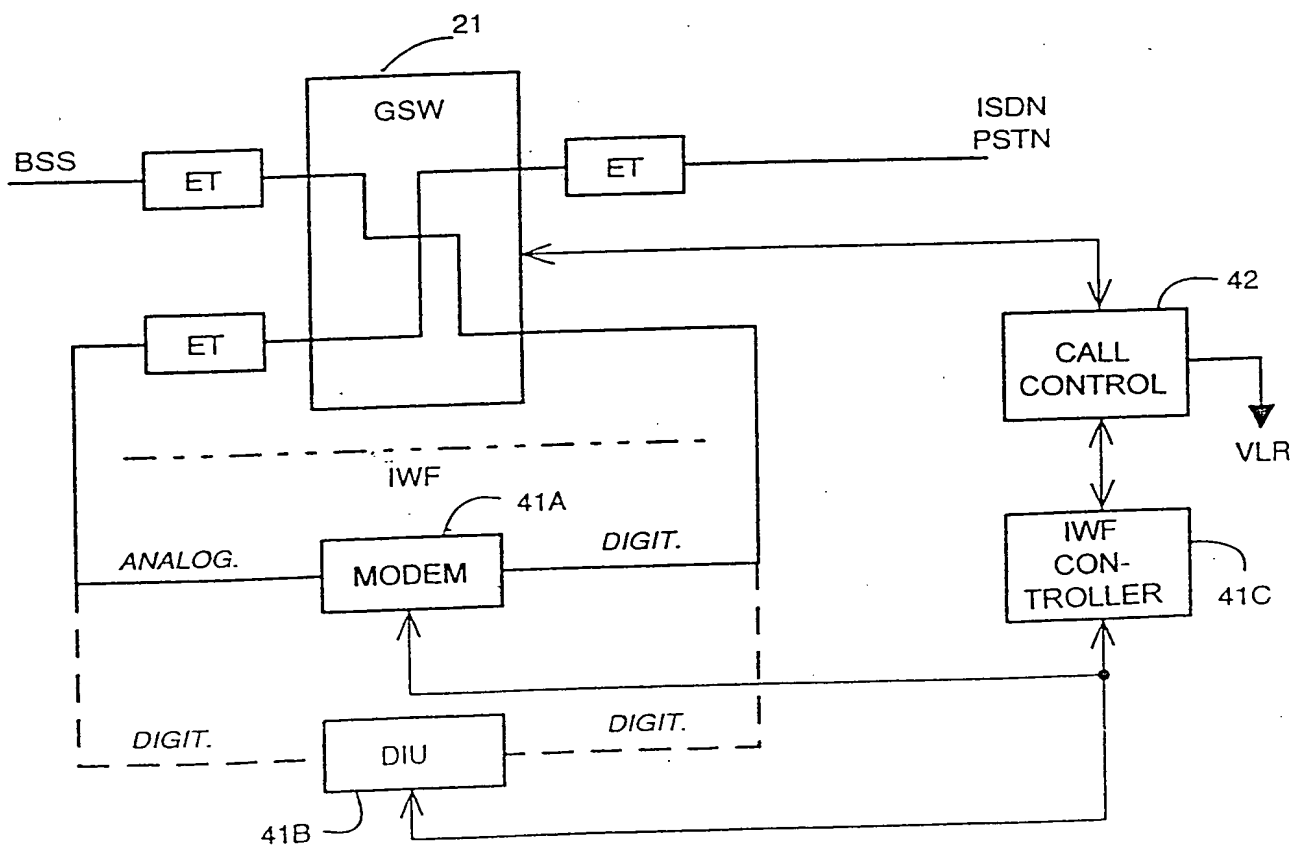 21
GSW
ISDN
PSTN
BSS
ET
ET
42
ET
CALL
CONTROL
VLR
IWF
41A
ANALOG.
MODEM
DIGIT.
IWF
CON-
TROLLER
41C
DIGIT.
DIU
DIGIT.
41B